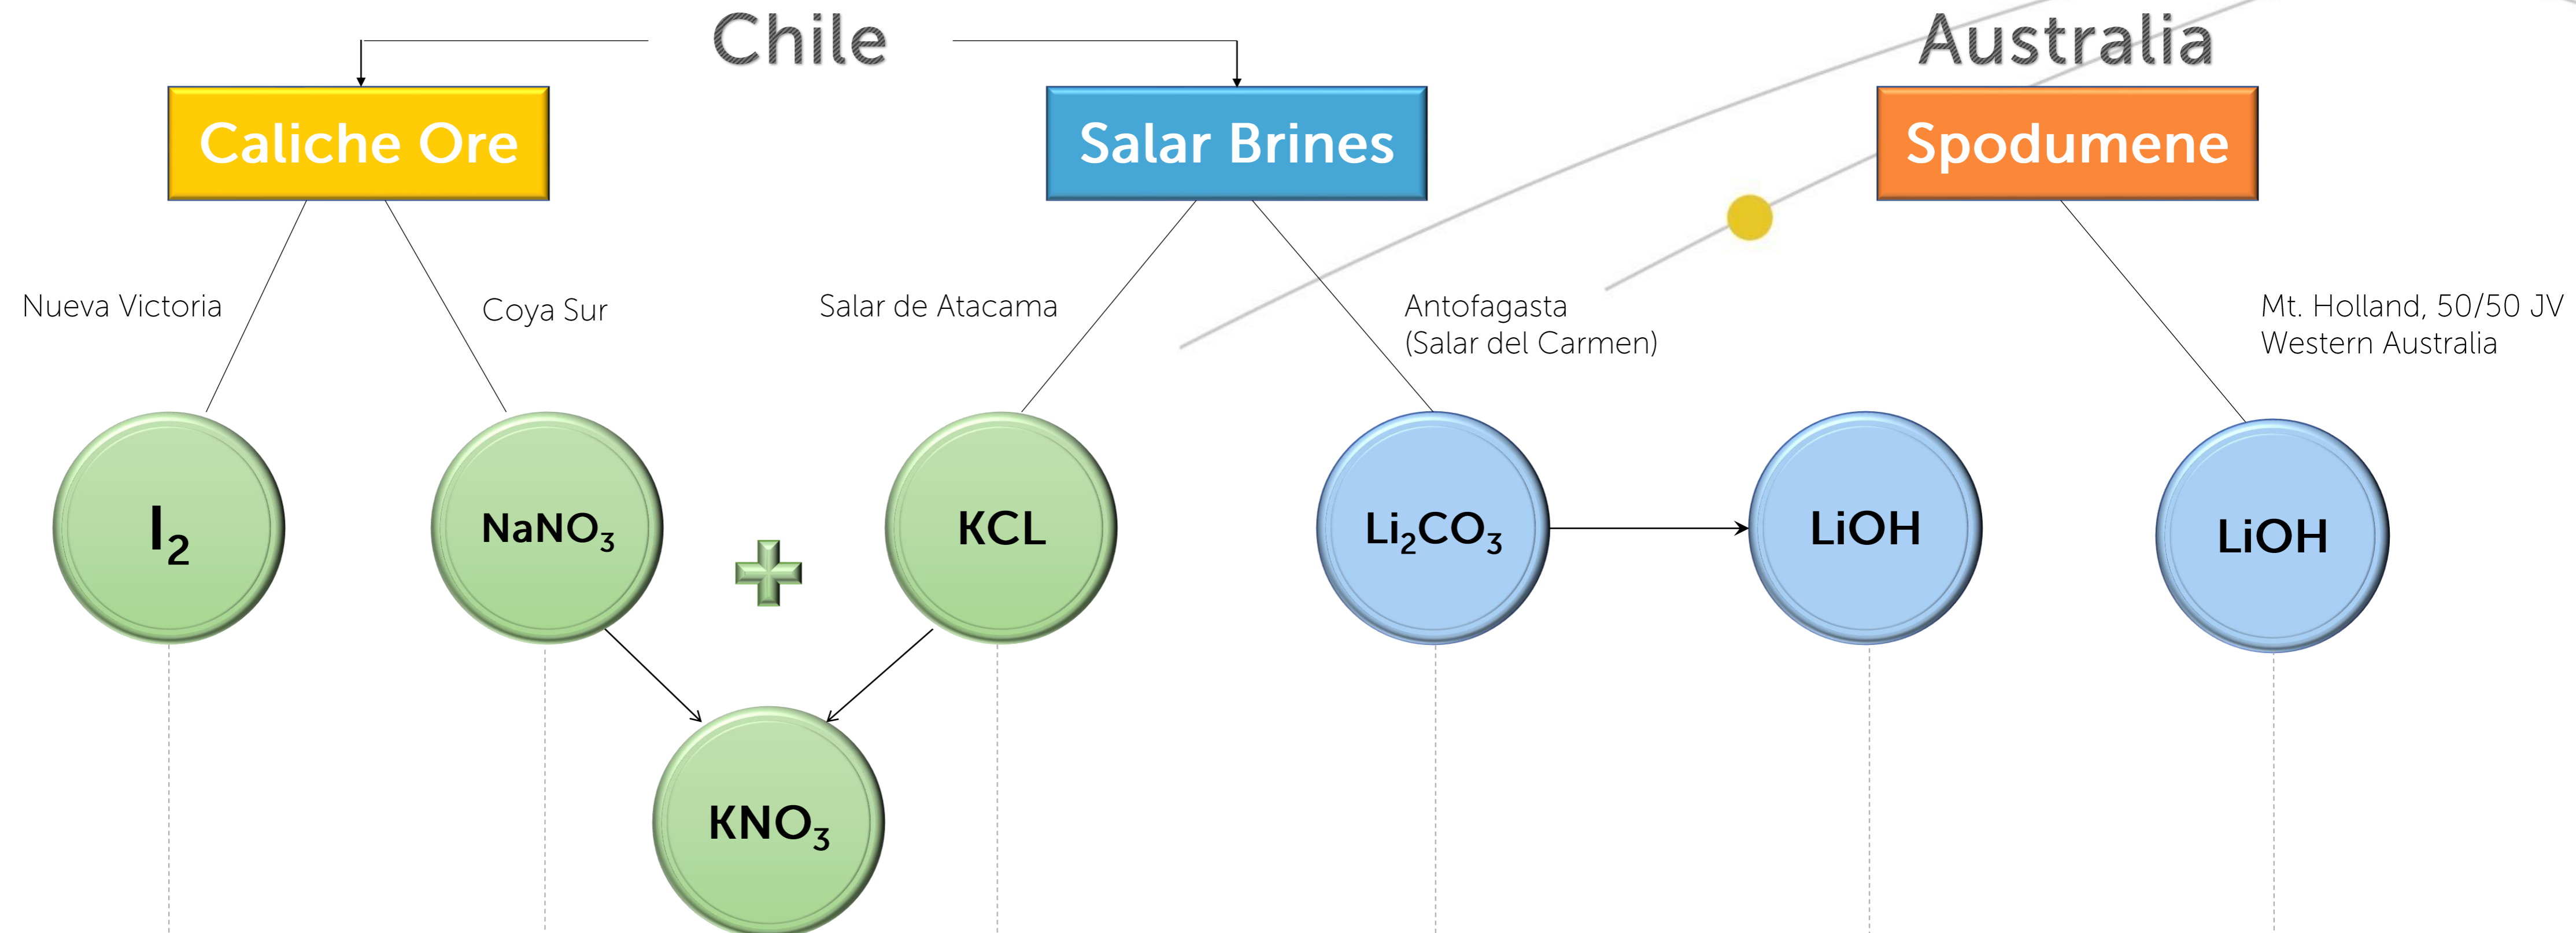 Chile
Australia
Caliche Ore
Salar Brines
Spodumene
Nueva Victoria
Coya Sur
Salar de Atacama
Antofagasta
(Salar del Carmen)
Mt. Holland, 50/50 JV
Western Australia
I₂
NaNO₃
KCL
Li₂CO₃
LiOH
LiOH
KNO₃